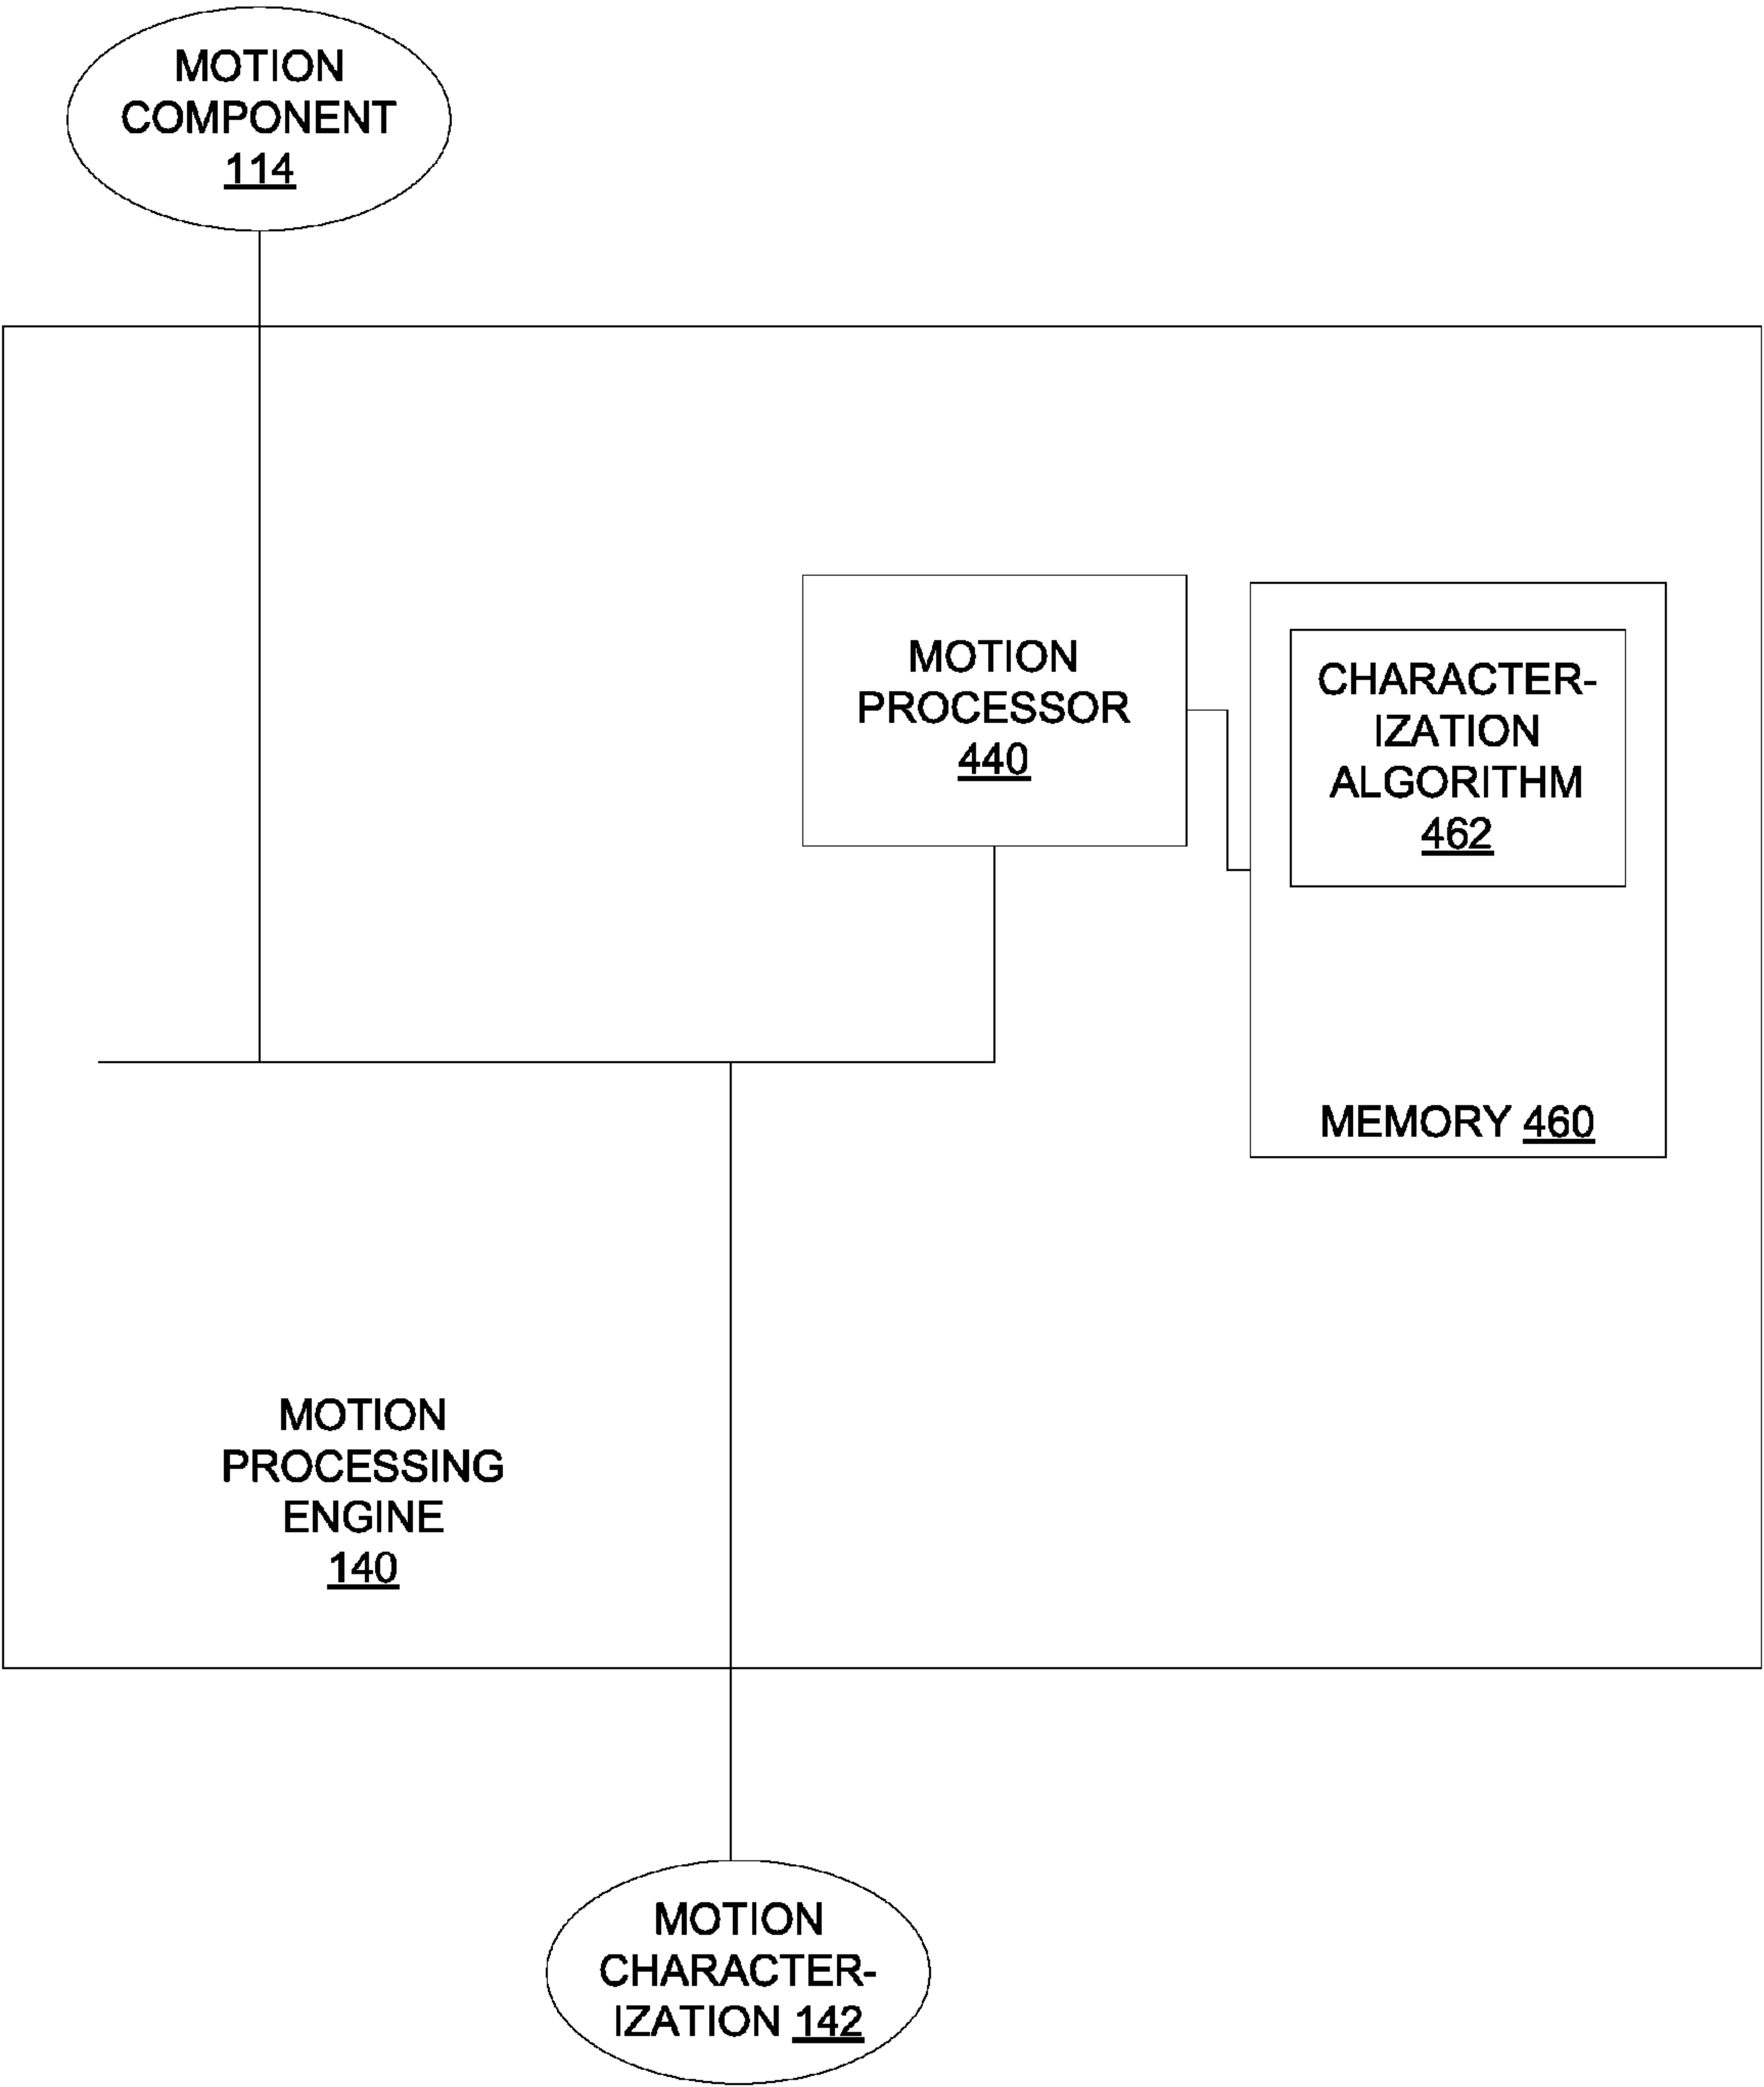 MOTION
COMPONENT
114
MOTION
PROCESSOR
440
CHARACTER-
IZATION
ALGORITHM
462
MEMORY 460
MOTION
PROCESSING
ENGINE
140
MOTION
CHARACTER-
IZATION 142